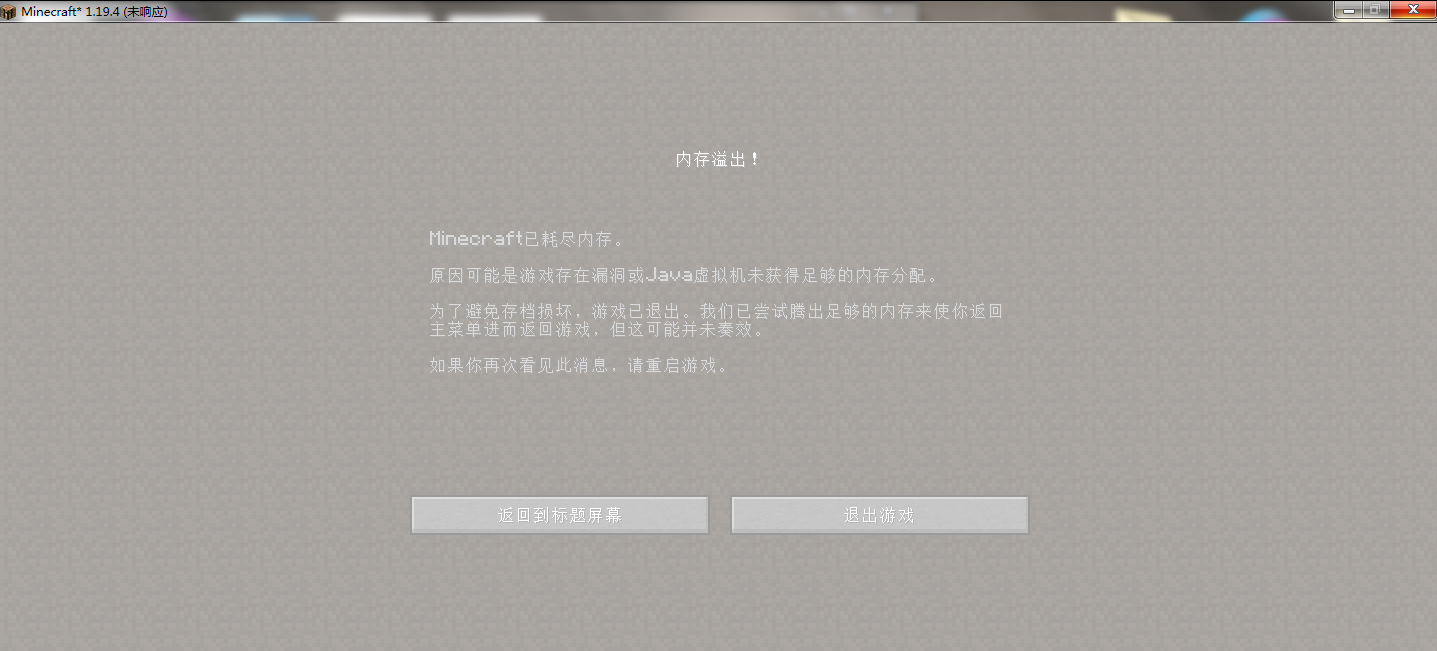 Minecraft* 1.19.4 (未响应)
内存溢出！
Minecraft已耗尽内存。
原因可能是游戏存在漏洞或Java虚拟机未获得足够的内存分配。
为了避免存档损坏，游戏已退出。我们已尝试腾出足够的内存来使你返回
主菜单进而返回游戏，但这可能并未奏效。
如果你再次看见此消息，请重启游戏。
返回到标题屏幕
退出游戏